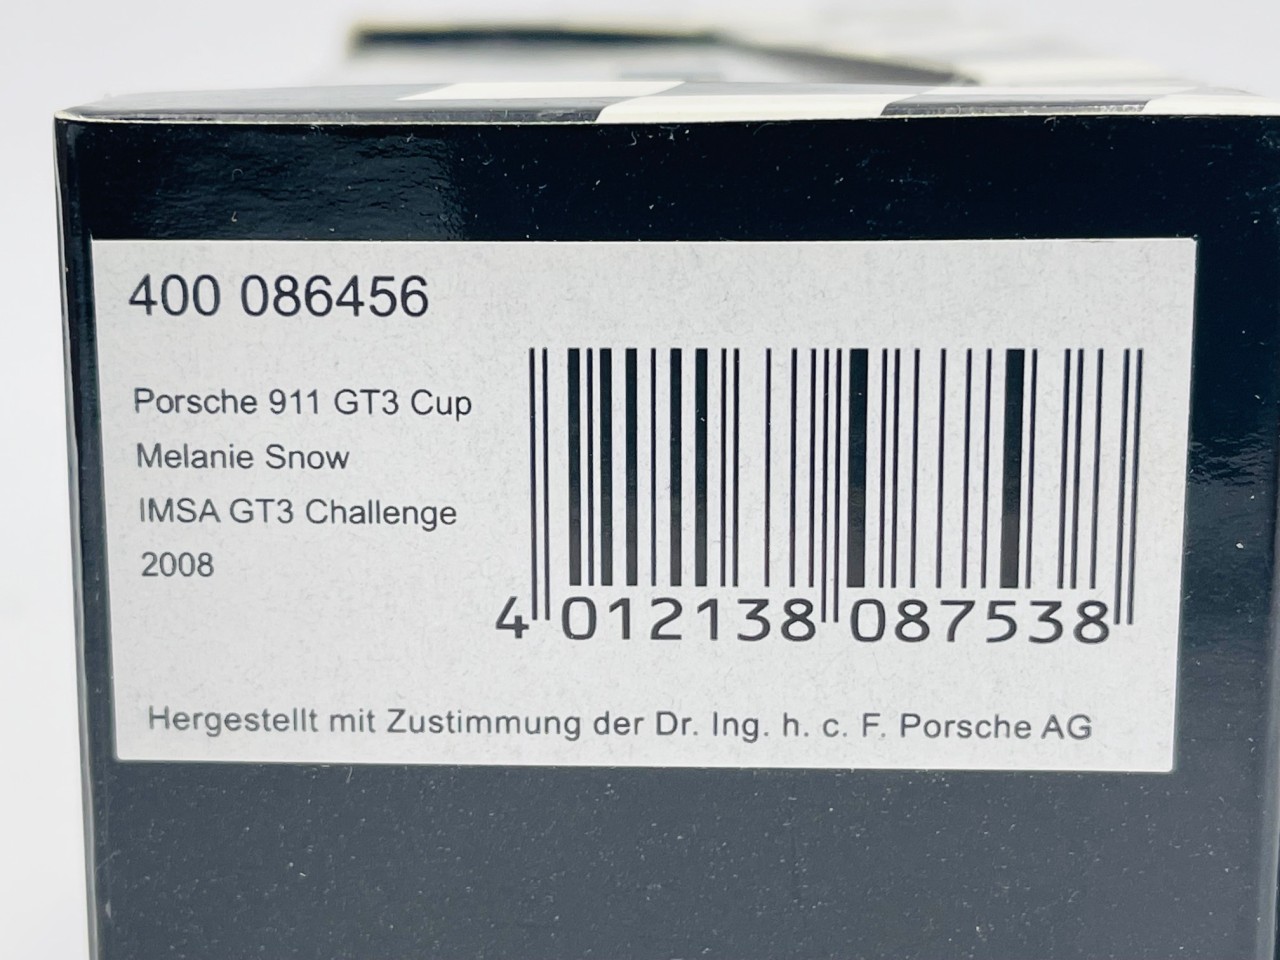 400 086456
Porsche 911 GT3 Cup
Melanie Snow
IMSA GT3 Challenge
2008
4 012138 087538
Hergestellt mit Zustimmung der Dr. Ing. h. c. F. Porsche AG